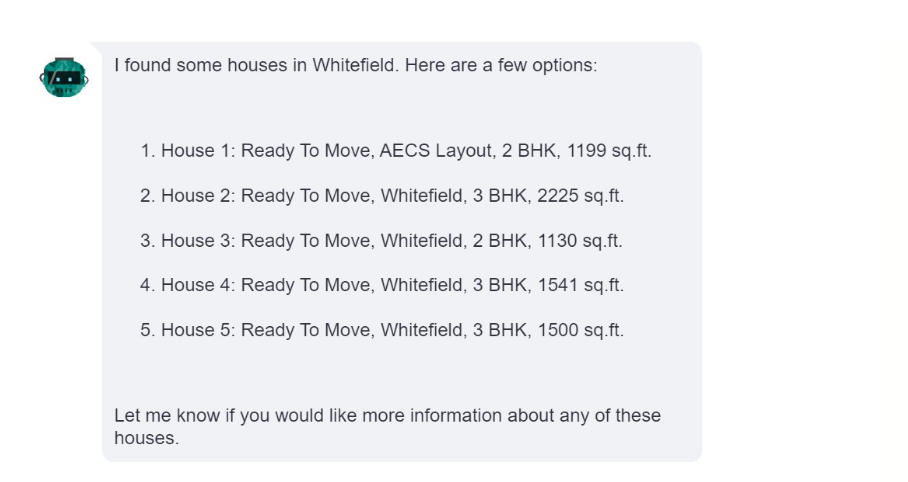 I found some houses in Whitefield. Here are a few options:
1. House 1: Ready To Move, AECS Layout, 2 BHK, 1199 sq.ft.
2. House 2: Ready To Move, Whitefield, 3 BHK, 2225 sq.ft.
3. House 3: Ready To Move, Whitefield, 2 BHK, 1130 sq.ft.
4. House 4: Ready To Move, Whitefield, 3 BHK, 1541 sq.ft.
5. House 5: Ready To Move, Whitefield, 3 BHK, 1500 sq.ft.
Let me know if you would like more information about any of these
houses.